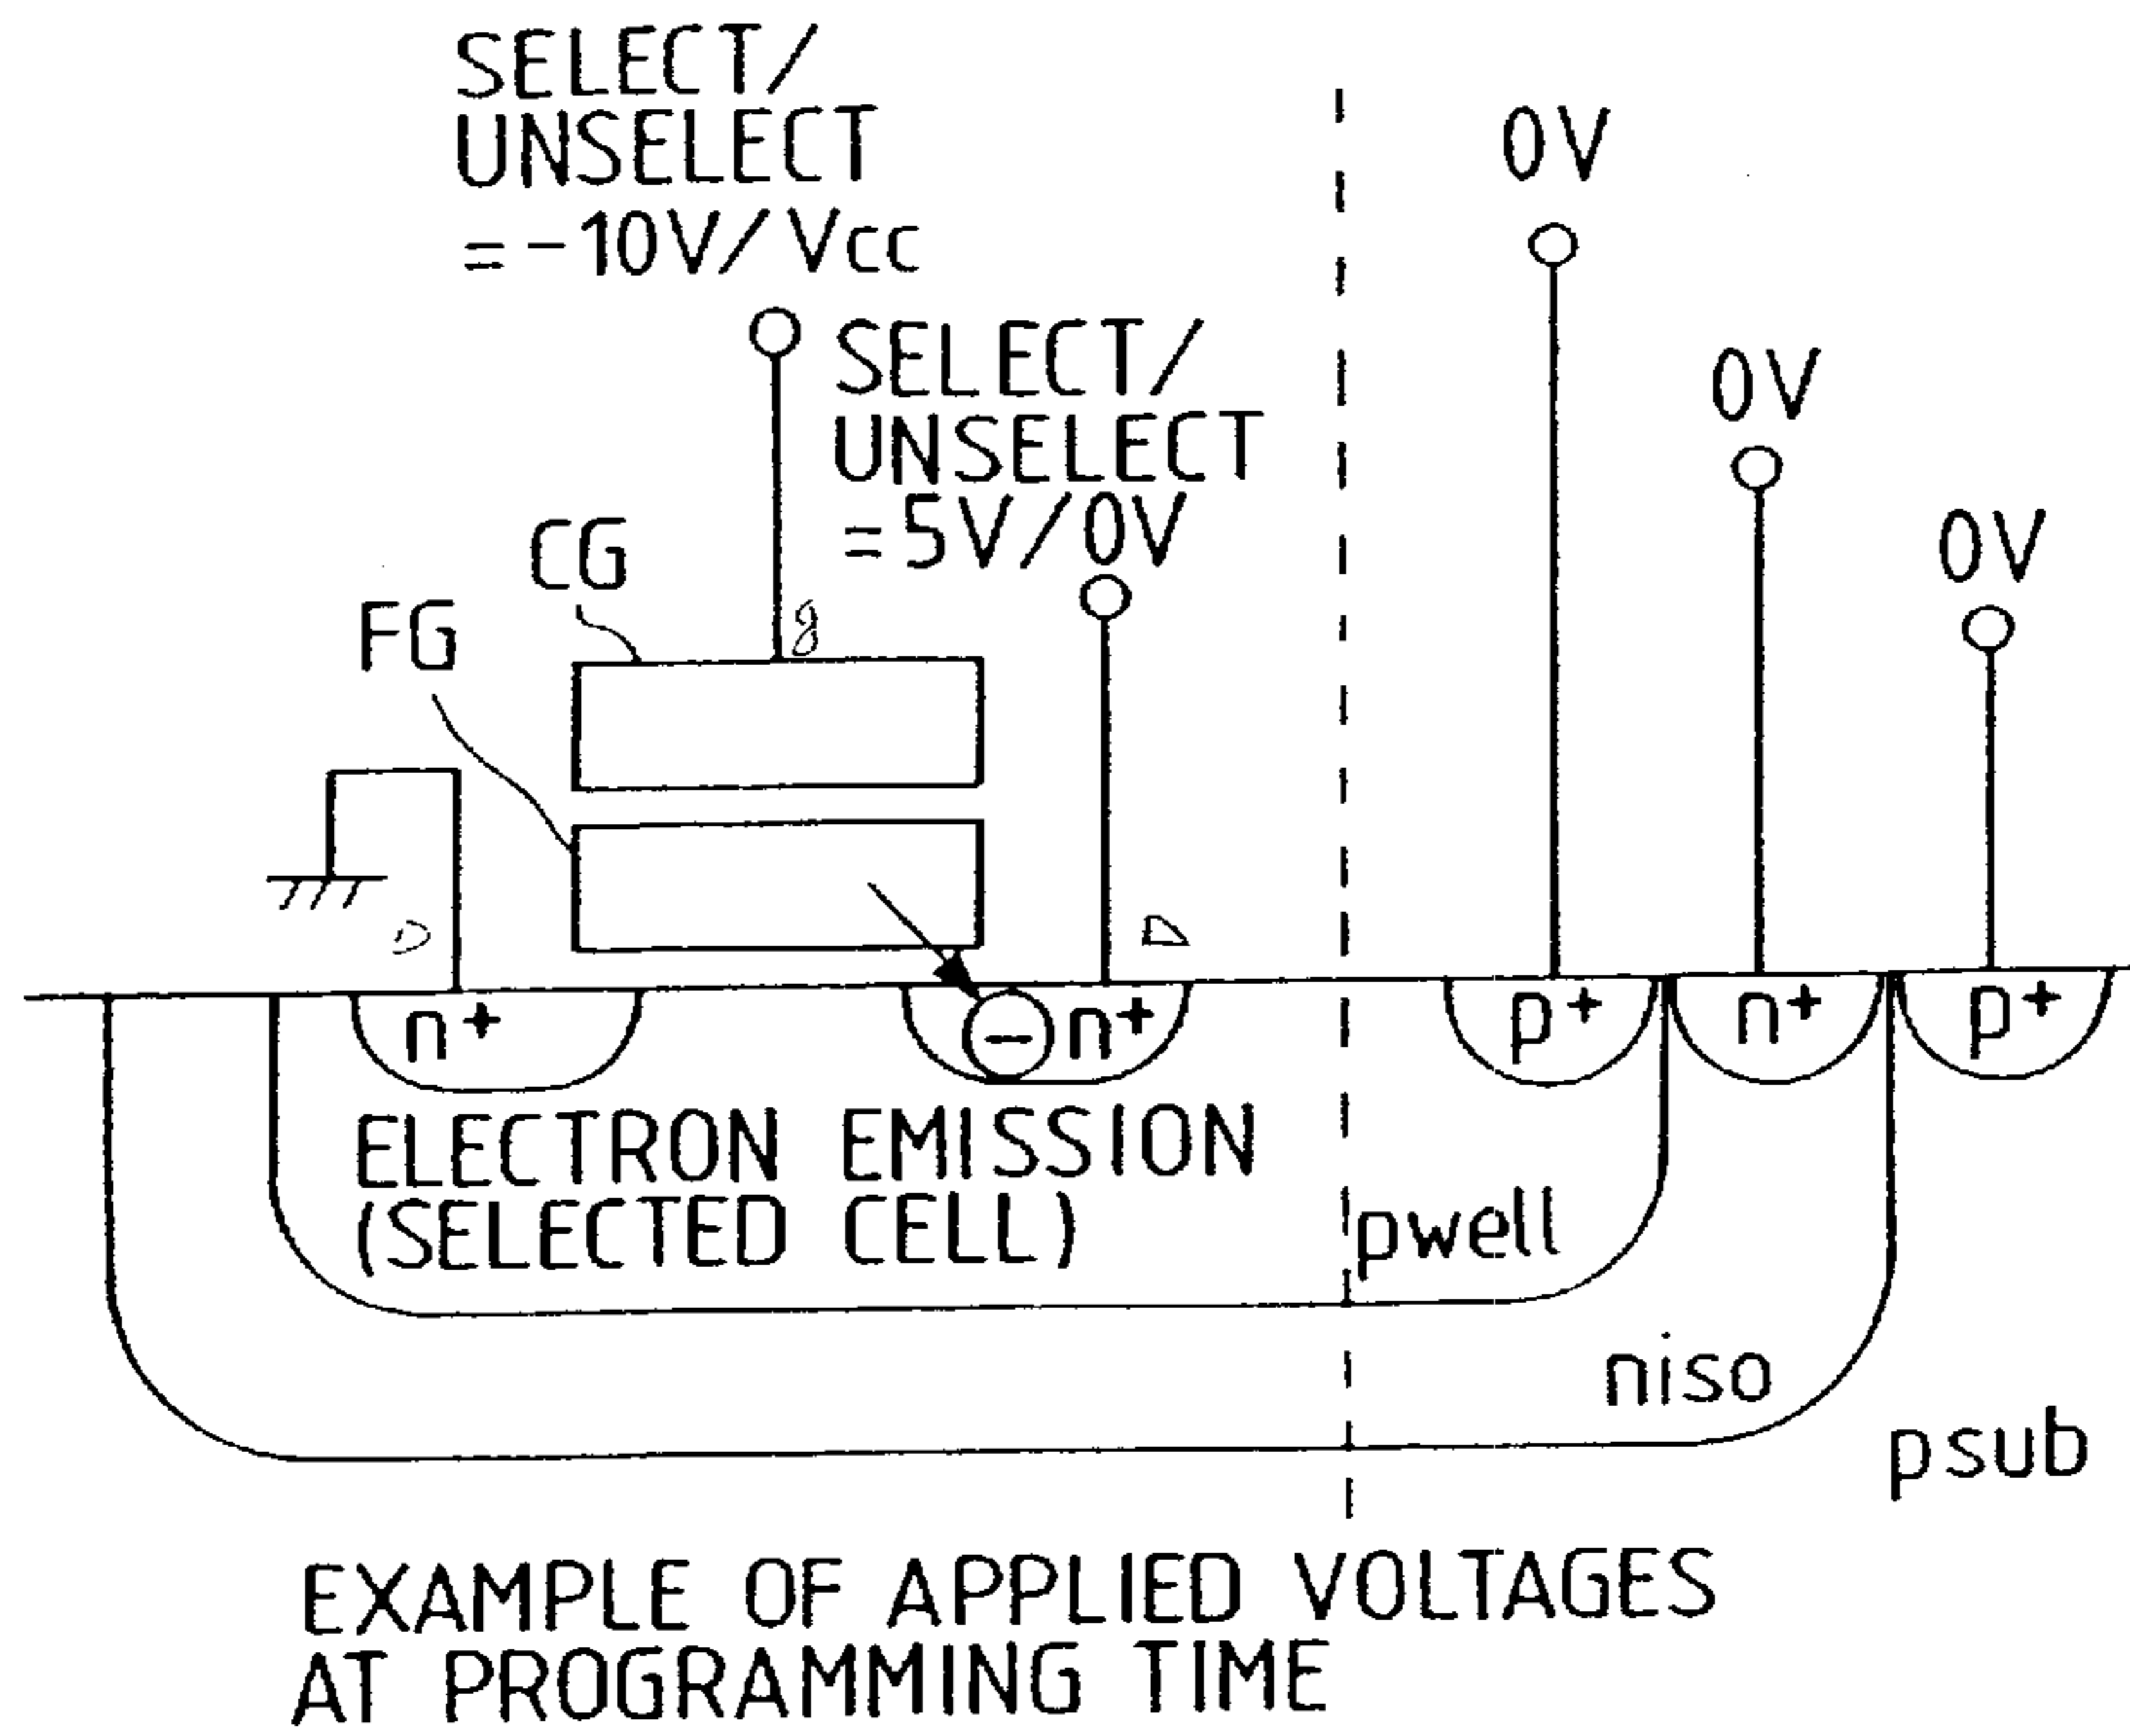 SELECT/
UNSELECT
=-10V/Vcc
0V
SELECT/
UNSELECT
=5V/0V
0V
0V
CG
FG
n+
− n+
p+
n+
p+
ELECTRON EMISSION
(SELECTED CELL)
pwell
niso
psub
EXAMPLE OF APPLIED VOLTAGES
AT PROGRAMMING TIME